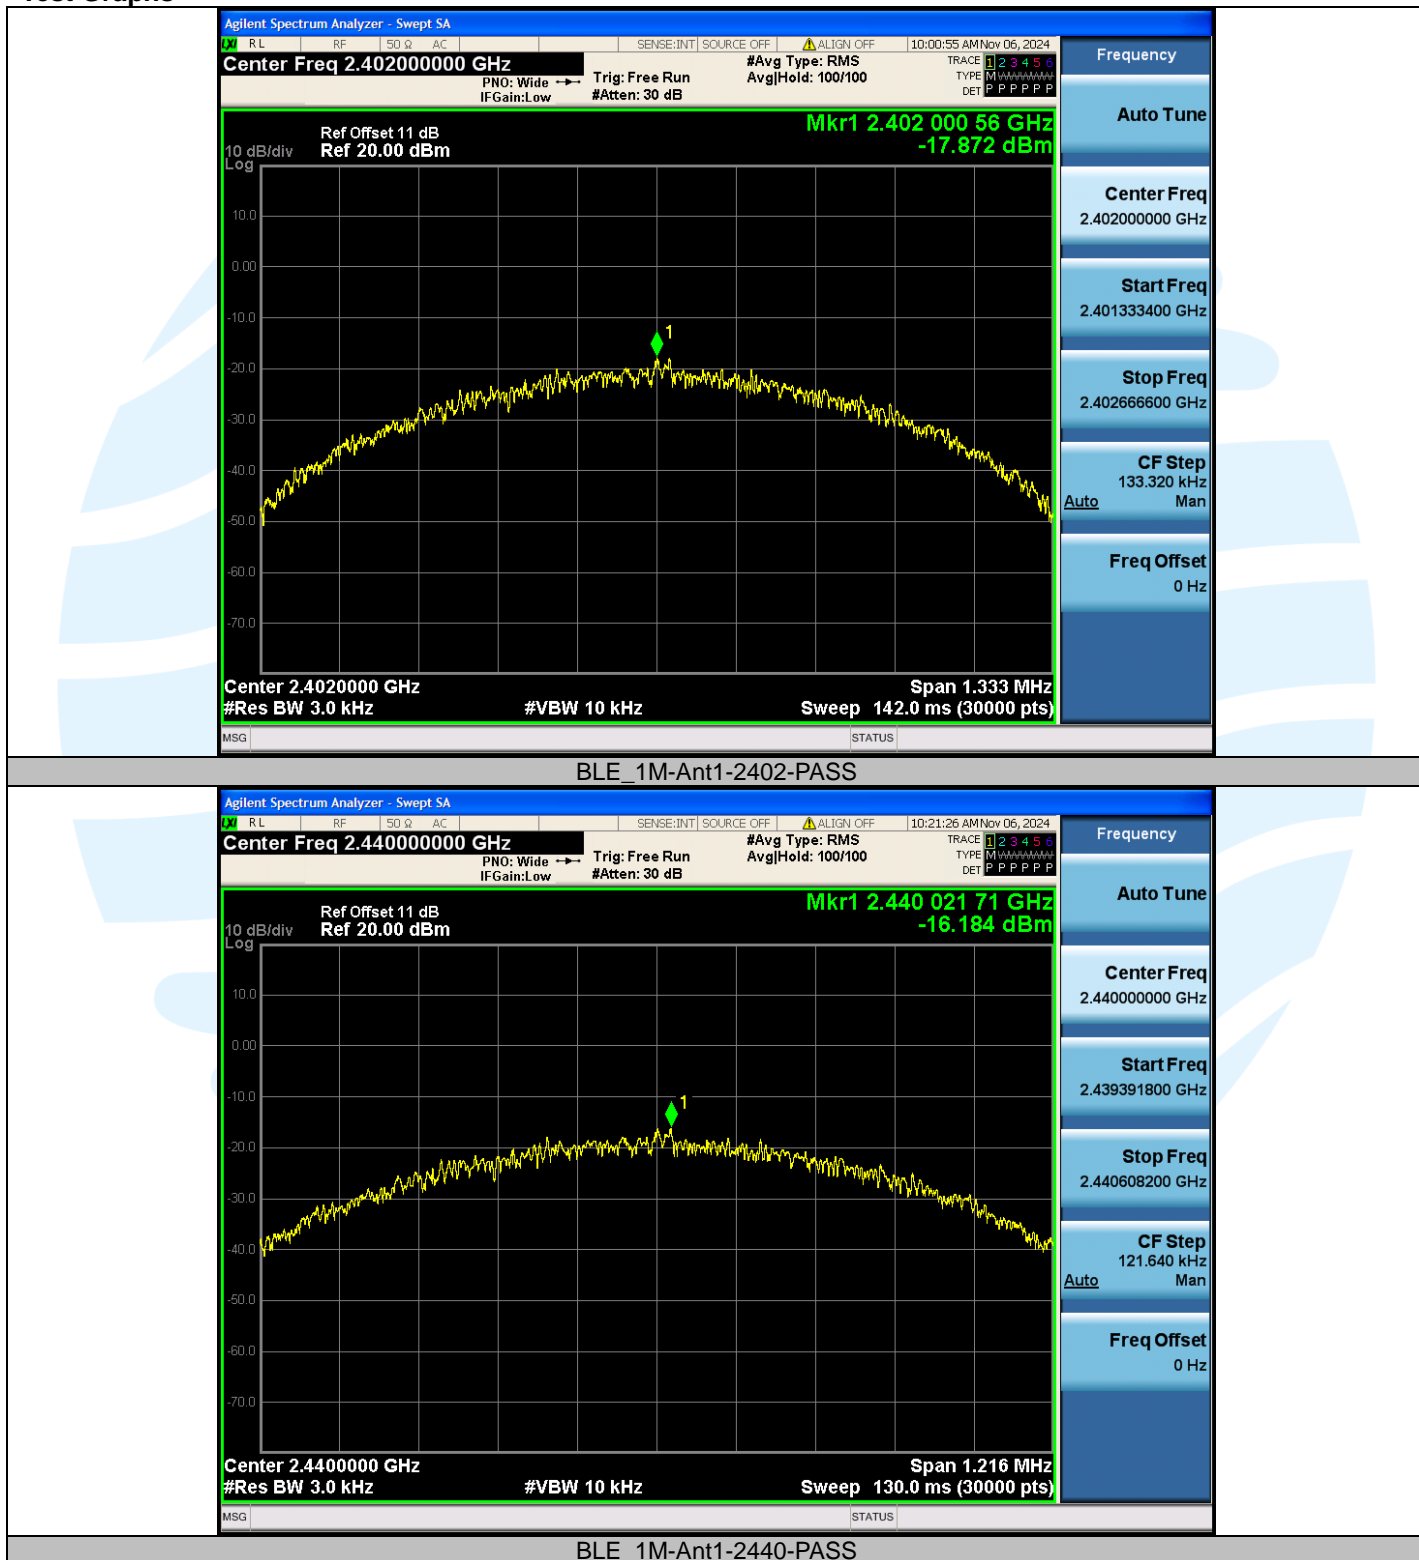 Test Graphs
Agilent Spectrum Analyzer - Swept SA
LXI RL RF 50 Ω AC SENSE:INT SOURCE OFF ALIGN OFF 10:00:55 AM Nov 06, 2024
Center Freq 2.402000000 GHz
PNO: Wide
IFGain:Low
Trig: Free Run
#Atten: 30 dB
#Avg Type: RMS
Avg|Hold: 100/100
TRACE 1 2 3 4 5 6
TYPE M
DET P P P P P P
Frequency
Mkr1 2.402 000 56 GHz
-17.872 dBm
Ref Offset 11 dB
10 dB/div Ref 20.00 dBm
Log
10.0
0.00
-10.0
-20.0
-30.0
-40.0
-50.0
-60.0
-70.0
1
Center 2.4020000 GHz Span 1.333 MHz
#Res BW 3.0 kHz #VBW 10 kHz Sweep 142.0 ms (30000 pts)
MSG STATUS
Auto Tune
Center Freq
2.402000000 GHz
Start Freq
2.401333400 GHz
Stop Freq
2.402666600 GHz
CF Step
133.320 kHz
Auto Man
Freq Offset
0 Hz
BLE_1M-Ant1-2402-PASS
Agilent Spectrum Analyzer - Swept SA
LXI RL RF 50 Ω AC SENSE:INT SOURCE OFF ALIGN OFF 10:21:26 AM Nov 06, 2024
Center Freq 2.440000000 GHz
PNO: Wide
IFGain:Low
Trig: Free Run
#Atten: 30 dB
#Avg Type: RMS
Avg|Hold: 100/100
TRACE 1 2 3 4 5 6
TYPE M
DET P P P P P P
Frequency
Mkr1 2.440 021 71 GHz
-16.184 dBm
Ref Offset 11 dB
10 dB/div Ref 20.00 dBm
Log
10.0
0.00
-10.0
-20.0
-30.0
-40.0
-50.0
-60.0
-70.0
1
Center 2.4400000 GHz Span 1.216 MHz
#Res BW 3.0 kHz #VBW 10 kHz Sweep 130.0 ms (30000 pts)
MSG STATUS
Auto Tune
Center Freq
2.440000000 GHz
Start Freq
2.439391800 GHz
Stop Freq
2.440608200 GHz
CF Step
121.640 kHz
Auto Man
Freq Offset
0 Hz
BLE_1M-Ant1-2440-PASS